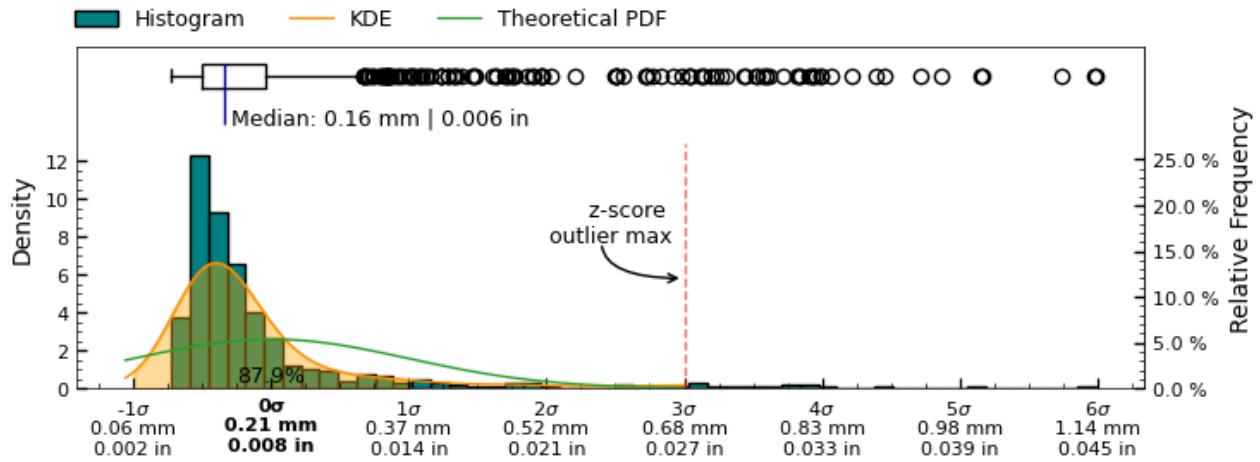 Histogram KDE Theoretical PDF
Median: 0.16 mm | 0.006 in
Density
12
10
8
6
4
2
0
25.0 %
20.0 %
15.0 %
10.0 %
5.0 %
0.0 %
Relative Frequency
z-score
outlier max
87.9%
-1σ 0σ 1σ 2σ 3σ 4σ 5σ 6σ
0.06 mm 0.21 mm 0.37 mm 0.52 mm 0.68 mm 0.83 mm 0.98 mm 1.14 mm
0.002 in 0.008 in 0.014 in 0.021 in 0.027 in 0.033 in 0.039 in 0.045 in